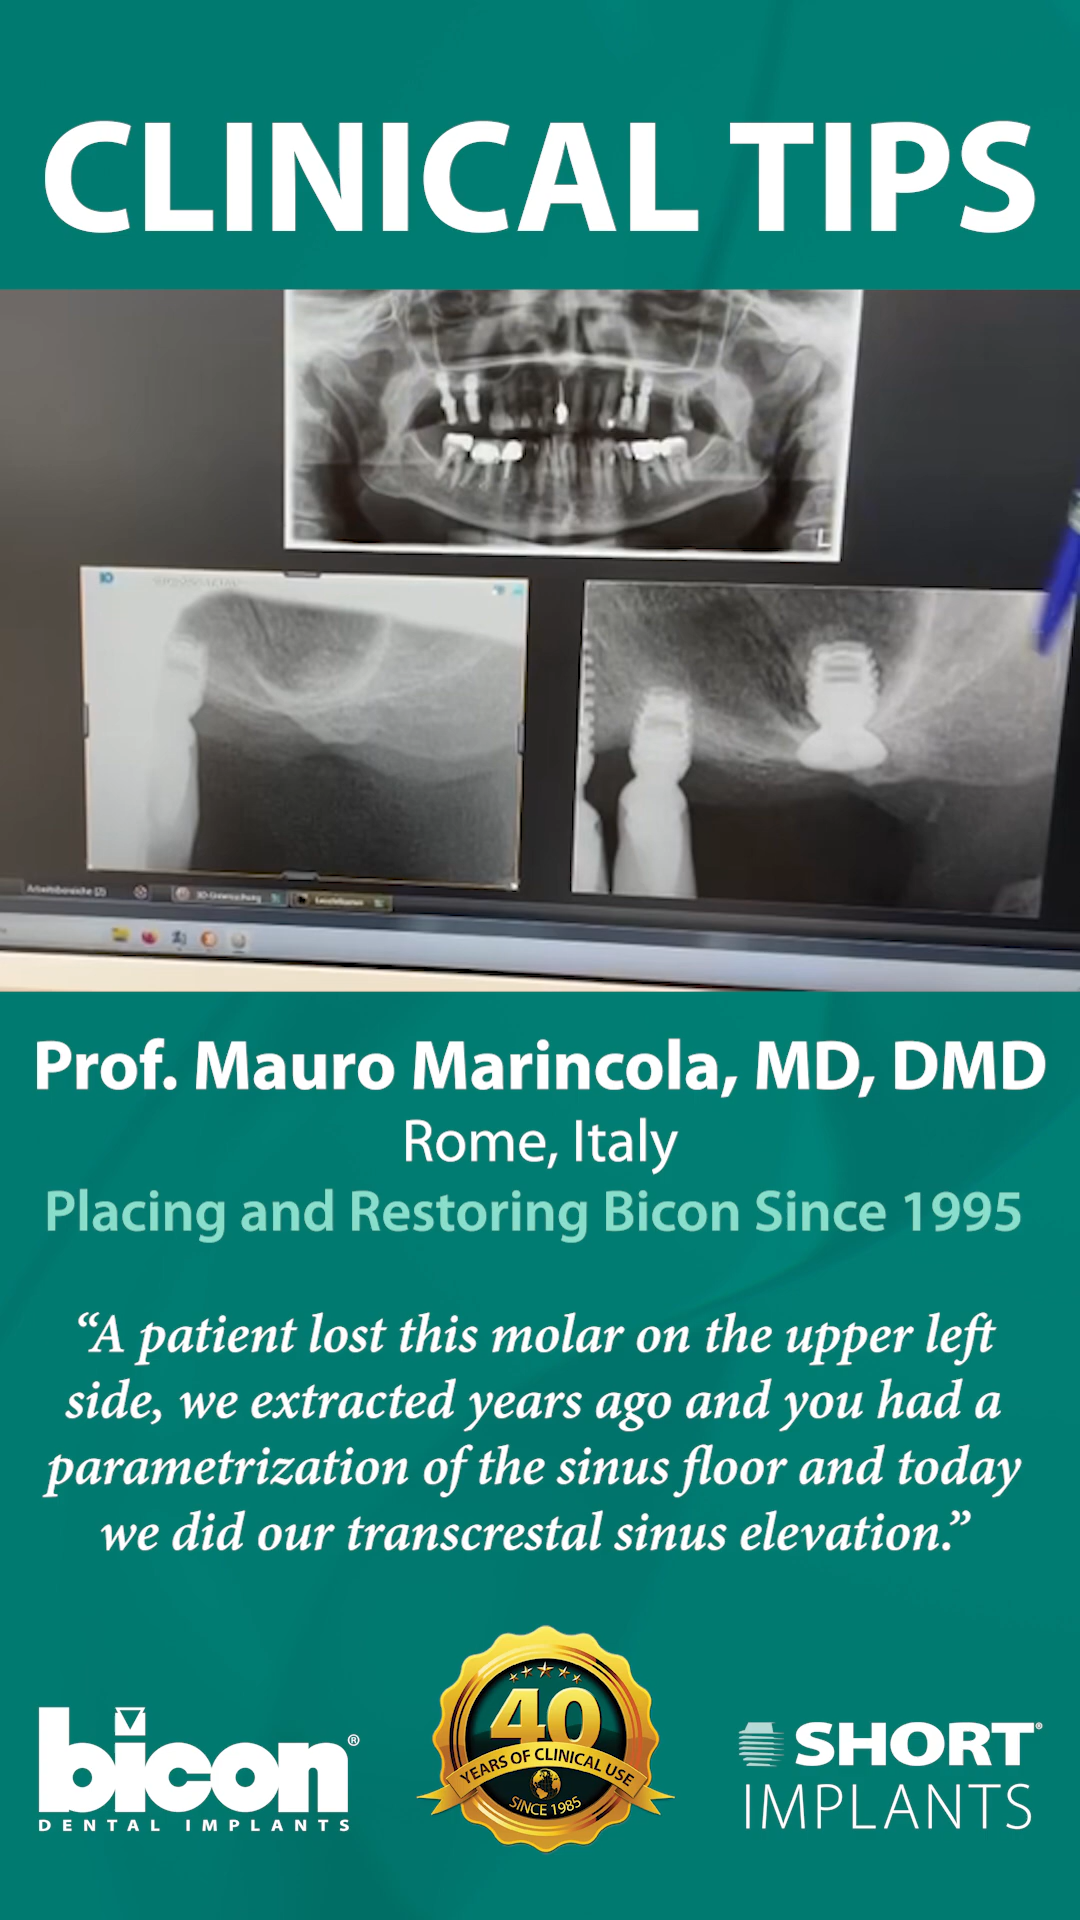 CLINICAL TIPS
L
Arbeitsbereiche (2)
Prof. Mauro Marincola, MD, DMD
Rome, Italy
Placing and Restoring Bicon Since 1995
“A patient lost this molar on the upper left
side, we extracted years ago and you had a
parametrization of the sinus floor and today
we did our transcrestal sinus elevation.”
bicon®
DENTAL IMPLANTS
40
YEARS OF CLINICAL USE
SINCE 1985
SHORT®
IMPLANTS